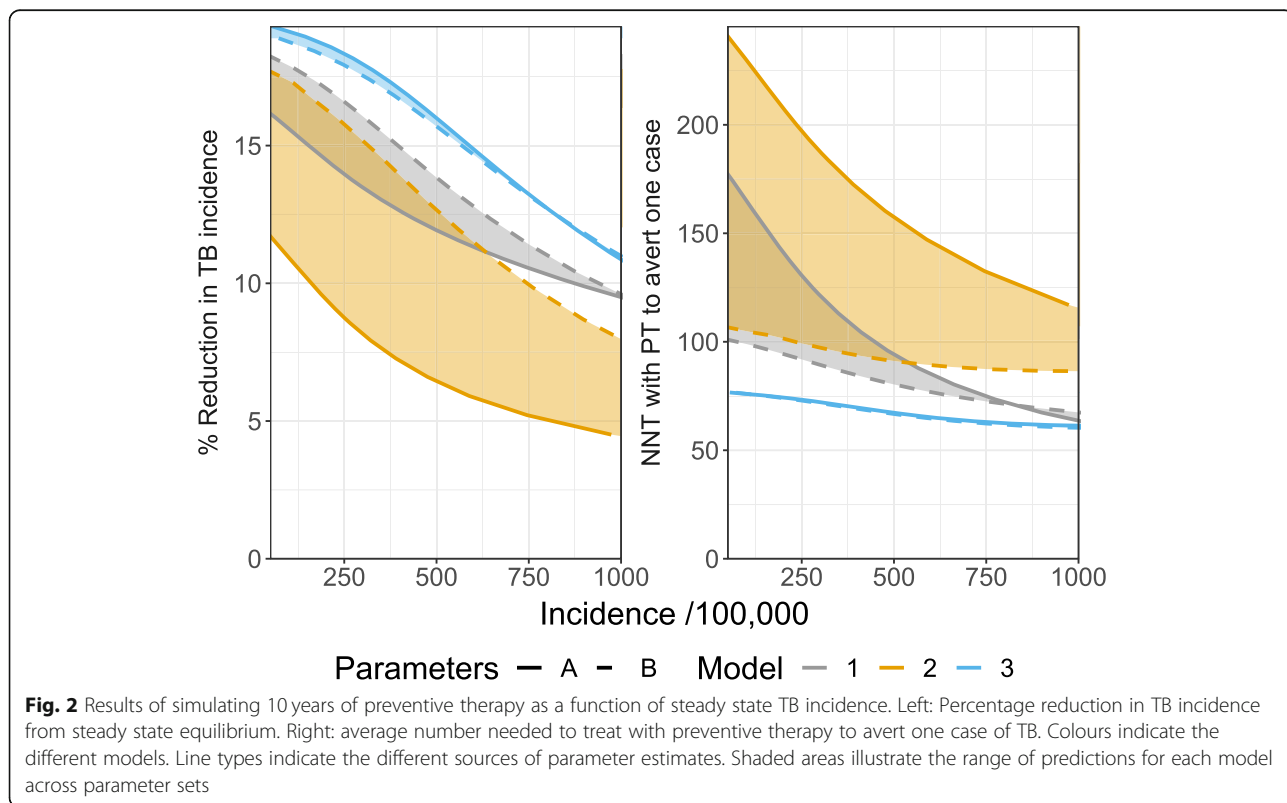 % Reduction in TB incidence
15
10
5
0
250 500 750 1000
NNT with PT to avert one case
200
150
100
50
0
250 500 750 1000
Incidence /100,000
Parameters A B Model 1 2 3
Fig. 2 Results of simulating 10 years of preventive therapy as a function of steady state TB incidence. Left: Percentage reduction in TB incidence
from steady state equilibrium. Right: average number needed to treat with preventive therapy to avert one case of TB. Colours indicate the
different models. Line types indicate the different sources of parameter estimates. Shaded areas illustrate the range of predictions for each model
across parameter sets